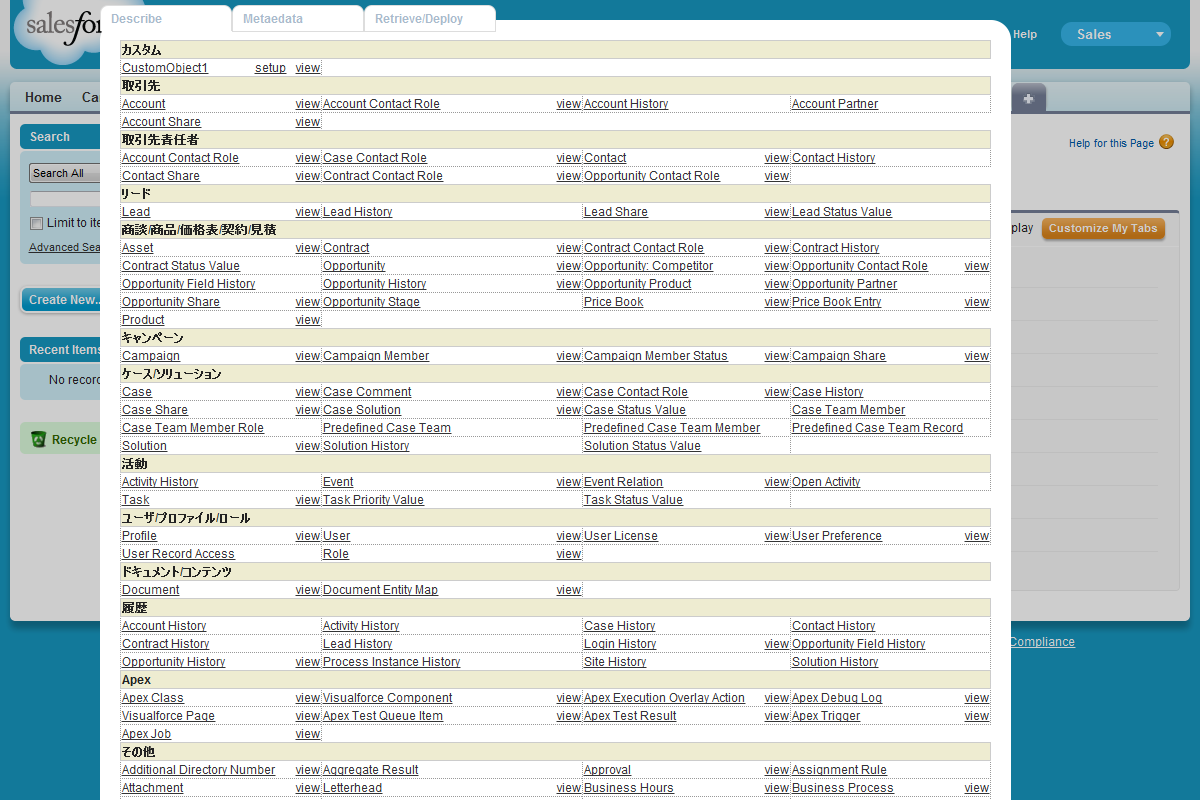 salesfor
Describe Metaedata Retrieve/Deploy
Help Sales
Home Ca
Search
Search All
Limit to ite
Advanced Sea
Create New..
Recent Items
No recorc
Recycle
カスタム
CustomObject1 setup view
取引先
Account view Account Contact Role view Account History Account Partner
Account Share view
取引先責任者
Account Contact Role view Case Contact Role view Contact view Contact History
Contact Share view Contract Contact Role view Opportunity Contact Role view
リード
Lead view Lead History Lead Share view Lead Status Value
商談/商品/価格表/契約/見積
Asset view Contract view Contract Contact Role view Contract History
Contract Status Value Opportunity view Opportunity: Competitor view Opportunity Contact Role view
Opportunity Field History Opportunity History view Opportunity Product view Opportunity Partner
Opportunity Share view Opportunity Stage Price Book view Price Book Entry view
Product view
キャンペーン
Campaign view Campaign Member view Campaign Member Status view Campaign Share view
ケース/ソリューション
Case view Case Comment view Case Contact Role view Case History
Case Share view Case Solution view Case Status Value Case Team Member
Case Team Member Role Predefined Case Team Predefined Case Team Member Predefined Case Team Record
Solution view Solution History Solution Status Value
活動
Activity History Event view Event Relation view Open Activity
Task view Task Priority Value Task Status Value
ユーザ/プロファイル/ロール
Profile view User view User License view User Preference view
User Record Access Role view
ドキュメント/コンテンツ
Document view Document Entity Map view
履歴
Account History Activity History Case History Contact History
Contract History Lead History Login History view Opportunity Field History
Opportunity History view Process Instance History Site History Solution History
Apex
Apex Class view Visualforce Component view Apex Execution Overlay Action view Apex Debug Log view
Visualforce Page view Apex Test Queue Item view Apex Test Result view Apex Trigger view
Apex Job view
その他
Additional Directory Number view Aggregate Result Approval view Assignment Rule
Attachment view Letterhead view Business Hours view Business Process view
Help for this Page ?
play Customize My Tabs
Compliance